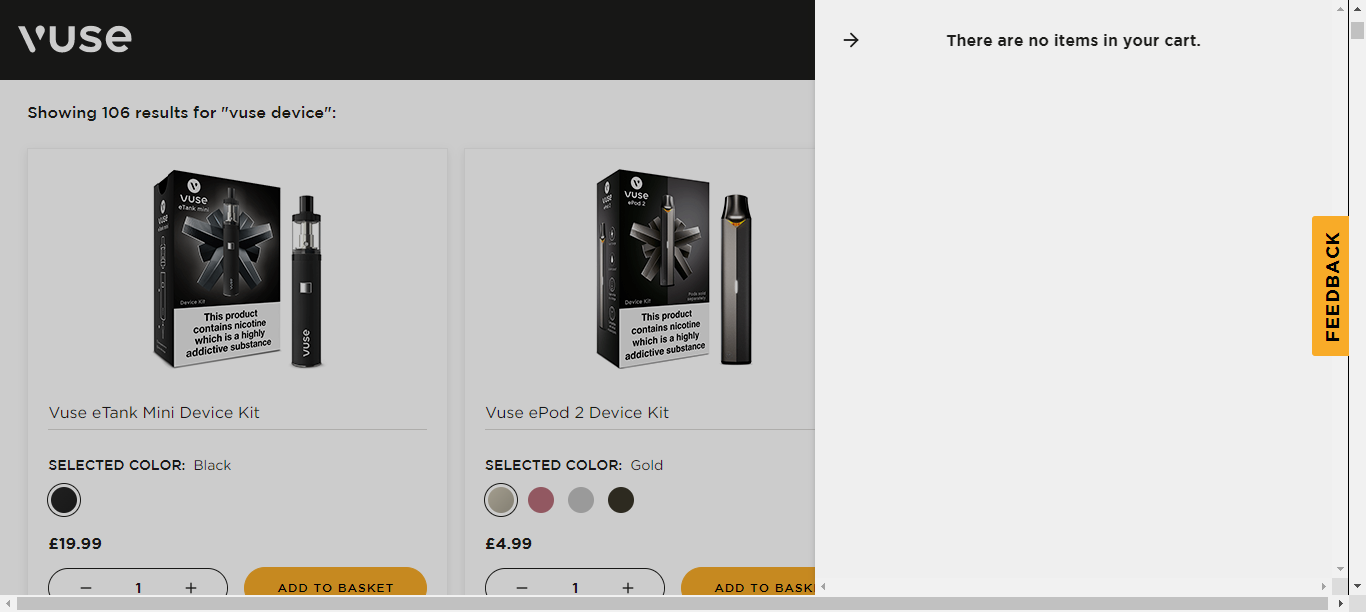 vuse
There are no items in your cart.
Showing 106 results for "vuse device":
vuse
eTank mini
Device Kit
This product
contains nicotine
which is a highly
addictive substance
vuse
vuse
ePod 2
Device Kit
Pods sold
separately
This product
contains nicotine
which is a highly
addictive substance
FEEDBACK
Vuse eTank Mini Device Kit
Vuse ePod 2 Device Kit
SELECTED COLOR: Black
SELECTED COLOR: Gold
£19.99
£4.99
− 1 + ADD TO BASKET
− 1 + ADD TO BASK